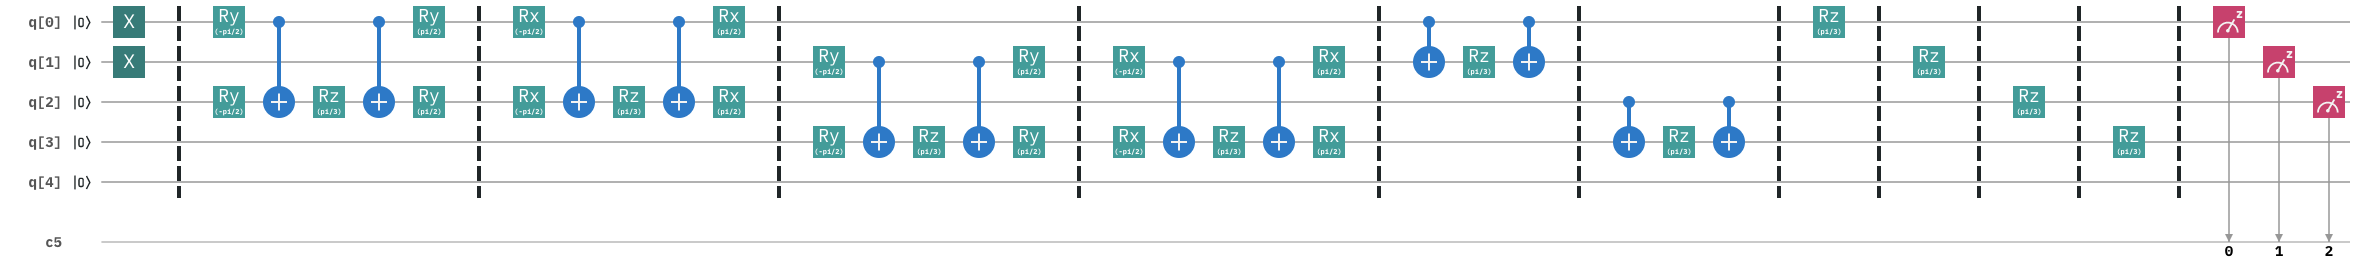 q[0] |0⟩ X Ry (-pi/2) Ry (pi/2) Rx (-pi/2) Rx (pi/2) Rz (pi/3) z
q[1] |0⟩ X Ry (-pi/2) Ry (pi/2) Rx (-pi/2) Rx (pi/2) Rz (pi/3) Rz (pi/3) z
q[2] |0⟩ Ry (-pi/2) Rz (pi/3) Ry (pi/2) Rx (-pi/2) Rz (pi/3) Rx (pi/2) Rz (pi/3) z
q[3] |0⟩ Ry (-pi/2) Rz (pi/3) Ry (pi/2) Rx (-pi/2) Rz (pi/3) Rx (pi/2) Rz (pi/3) Rz (pi/3)
q[4] |0⟩
c5 0 1 2